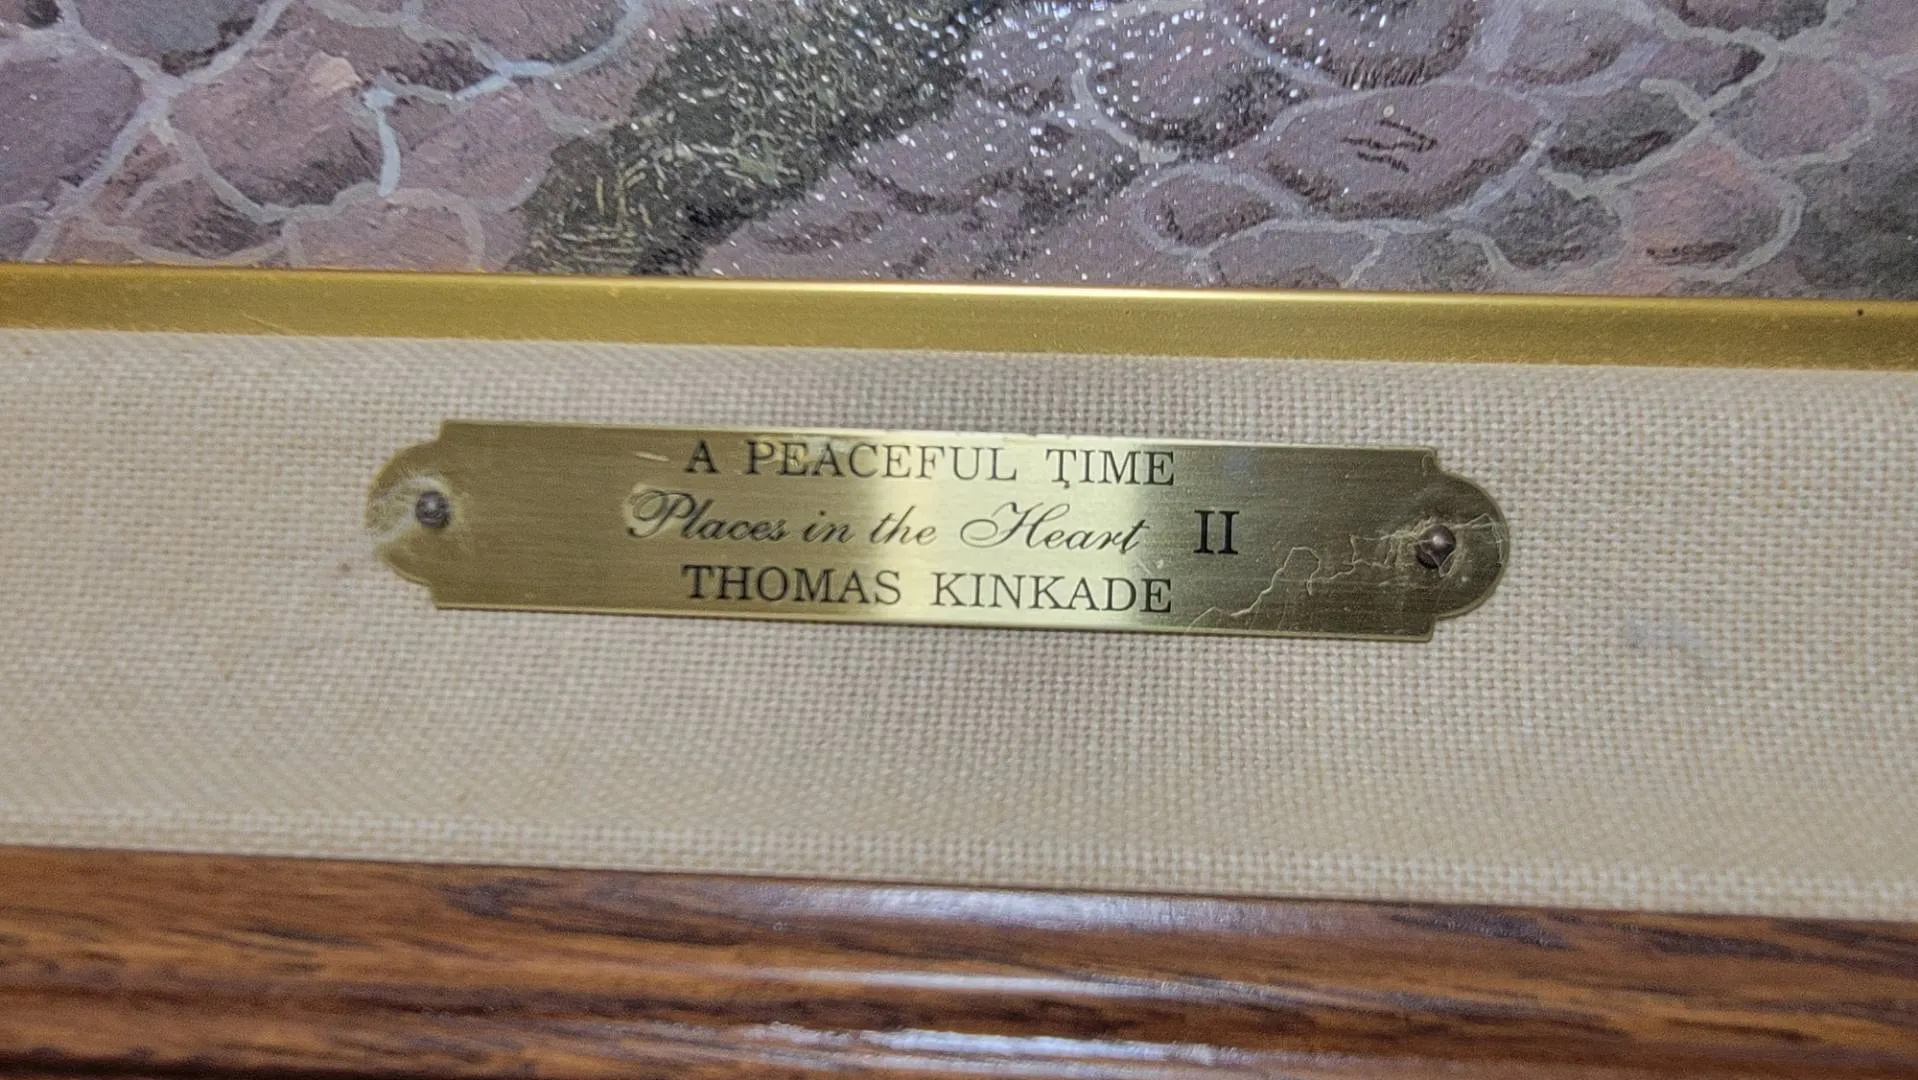 A PEACEFUL TIME
Places in the Heart II
THOMAS KINKADE